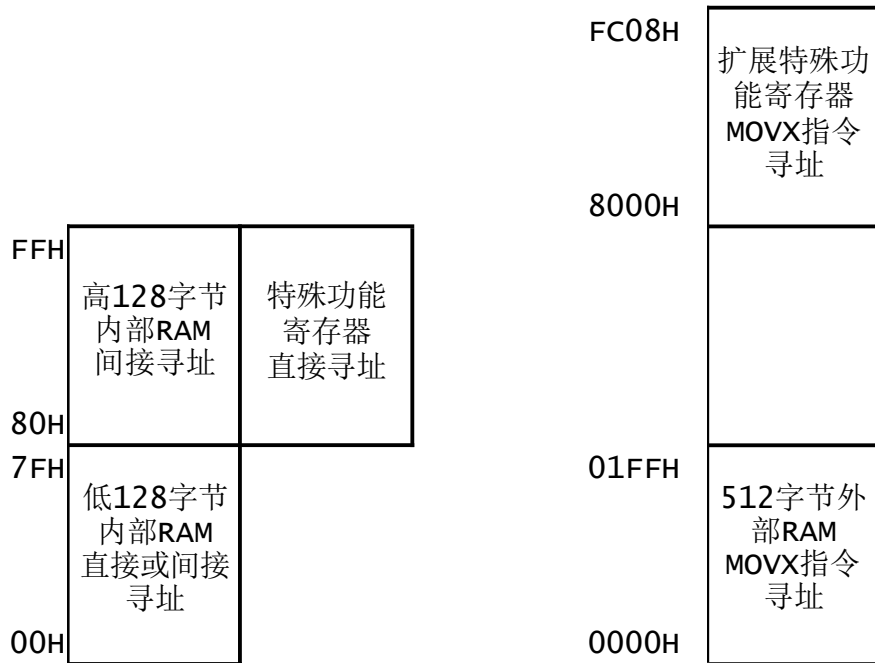 FC08H
扩展特殊功
能寄存器
MOVX指令
寻址
8000H
FFH
高128字节
内部RAM
间接寻址
特殊功能
寄存器
直接寻址
80H
7FH
低128字节
内部RAM
直接或间接
寻址
00H
01FFH
512字节外
部RAM
MOVX指令
寻址
0000H